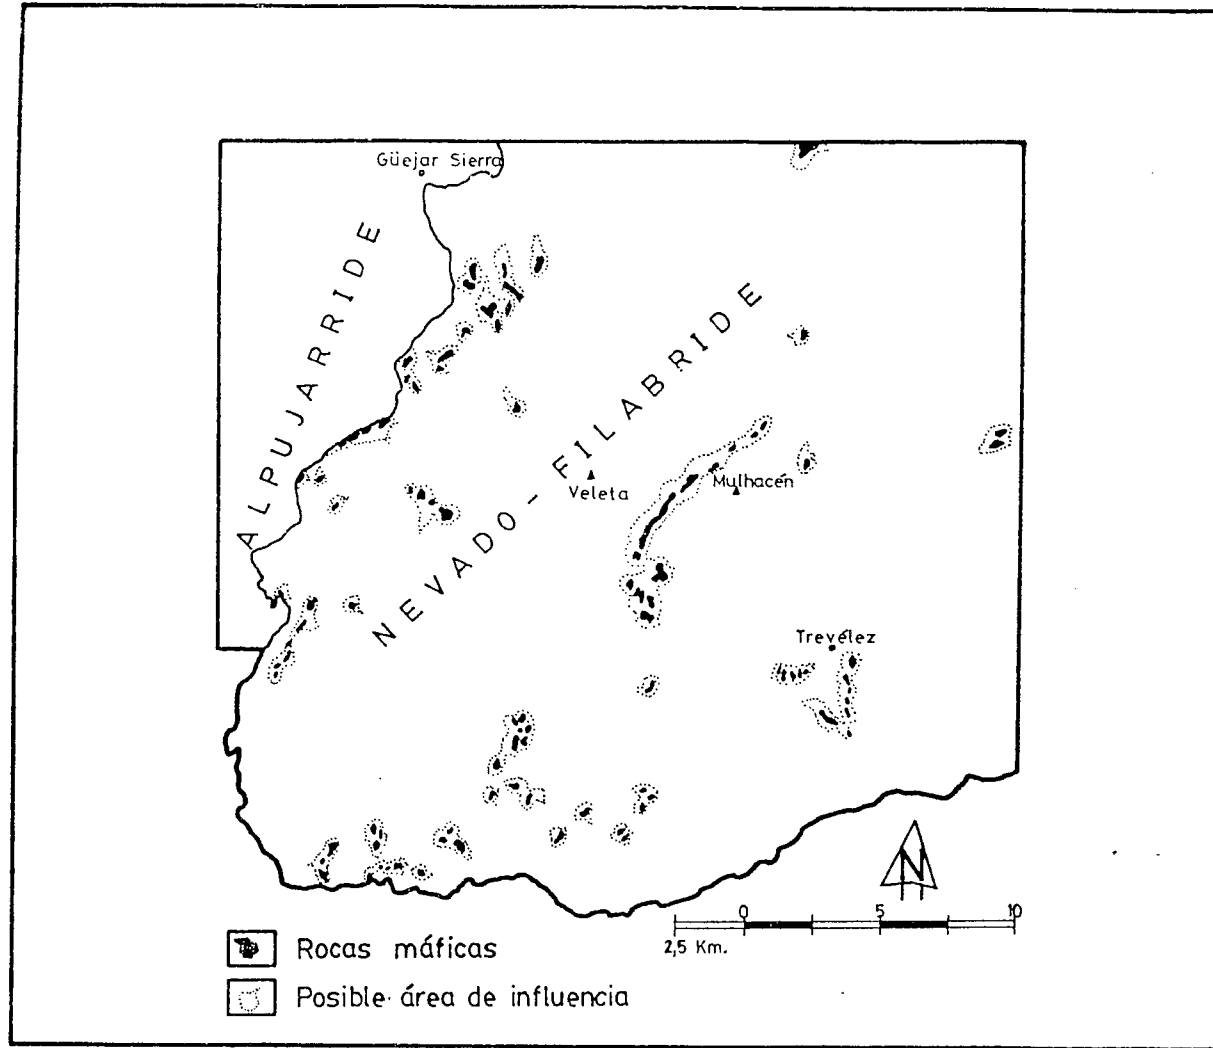 Güejar Sierra
ALPUJARRIDE
NEVADO-FILABRIDE
Veleta
Mulhacén
Trevélez
N
0 5 10
2,5 Km.
Rocas máficas
Posible área de influencia